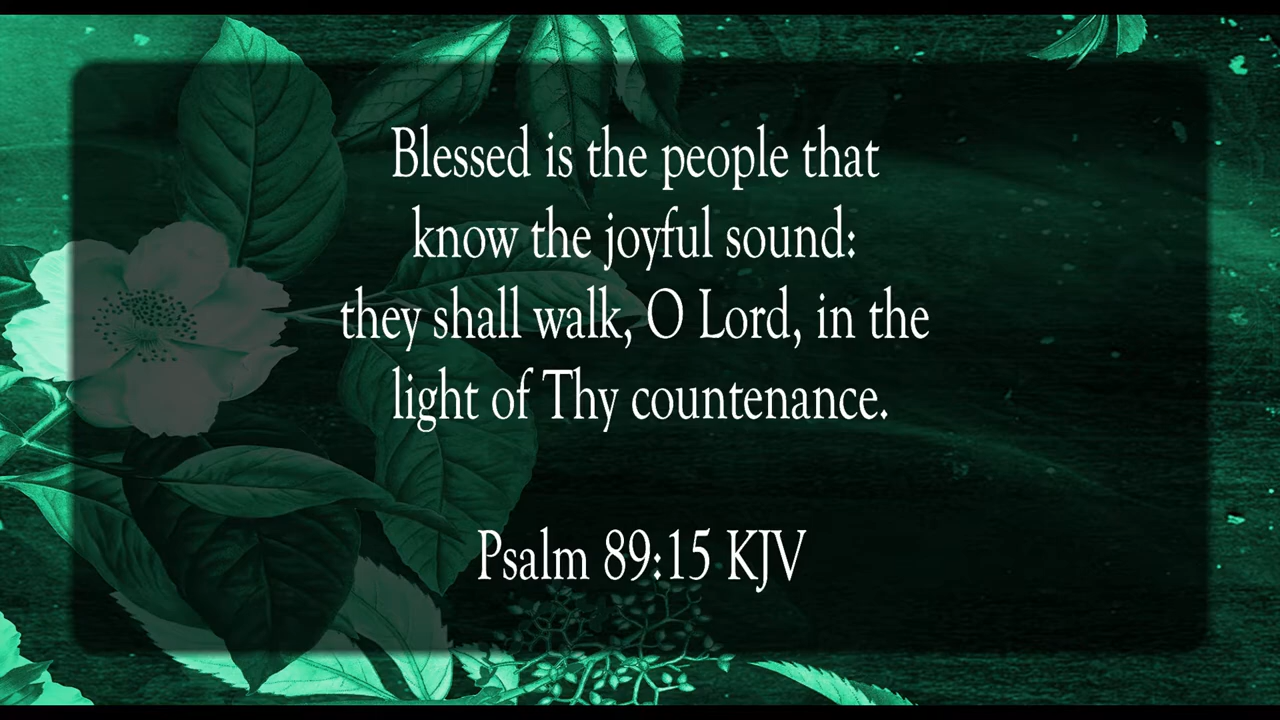 Blessed is the people that
know the joyful sound:
they shall walk, O Lord, in the
light of Thy countenance.
Psalm 89:15 KJV